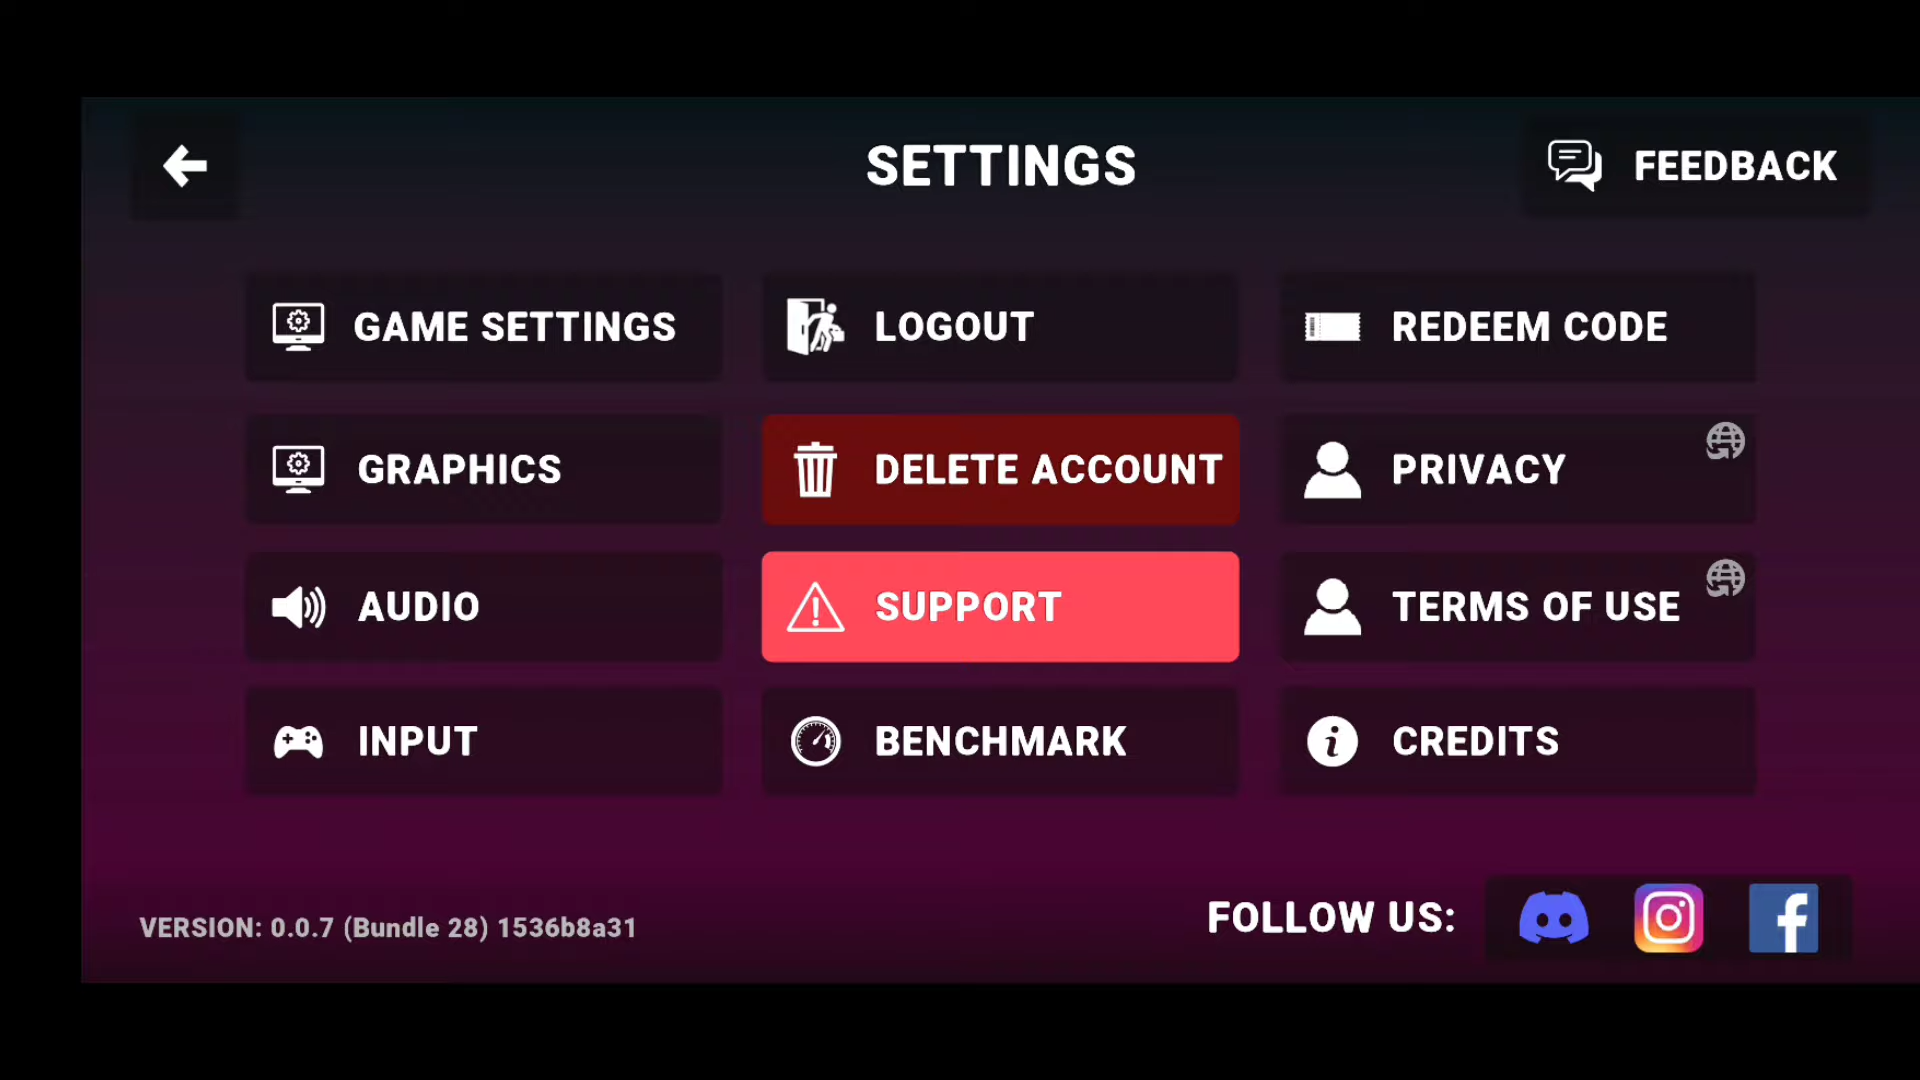 SETTINGS
FEEDBACK
GAME SETTINGS
LOGOUT
REDEEM CODE
GRAPHICS
DELETE ACCOUNT
PRIVACY
AUDIO
SUPPORT
TERMS OF USE
INPUT
BENCHMARK
CREDITS
VERSION: 0.0.7 (Bundle 28) 1536b8a31
FOLLOW US: